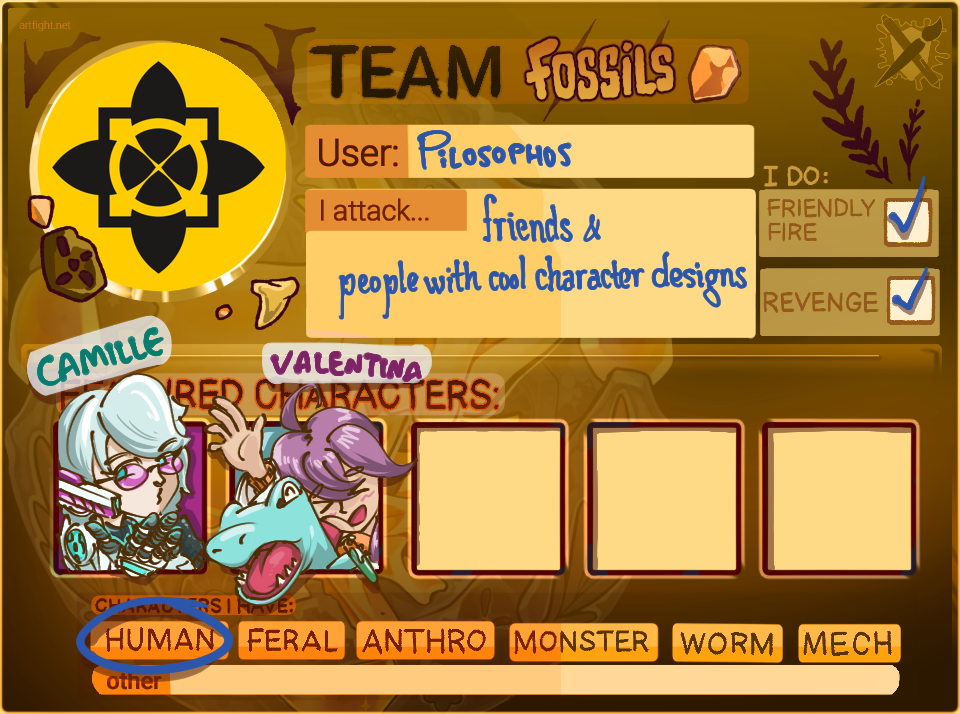 artfight.net
TEAM FOSSILS
User: PILOSOPHOS
I attack... friends &
people with cool character designs
I DO:
FRIENDLY
FIRE
REVENGE
CAMILLE
VALENTINA
FEATURED CHARACTERS:
CHARACTERS I HAVE:
HUMAN FERAL ANTHRO MONSTER WORM MECH
other